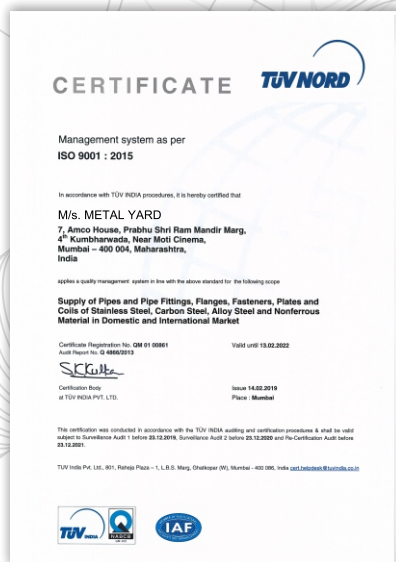 CERTIFICATE
TÜV NORD
Management system as per
ISO 9001 : 2015
In accordance with TÜV INDIA procedures, it is hereby certified that
M/s. METAL YARD
7, Amco House, Prabhu Shri Ram Mandir Marg,
4th Kumbharwada, Near Moti Cinema,
Mumbai – 400 004, Maharashtra,
India
applies a quality management system in line with the above standard for the following scope
Supply of Pipes and Pipe Fittings, Flanges, Fasteners, Plates and
Coils of Stainless Steel, Carbon Steel, Alloy Steel and Nonferrous
Material in Domestic and International Market
Certificate Registration No. QM 01 00861
Valid until 13.02.2022
Audit Report No. Q 4866/2013
Certification Body
at TÜV INDIA PVT. LTD.
Issue 14.02.2019
Place : Mumbai
This certification was conducted in accordance with the TÜV INDIA auditing and certification procedures & shall be valid
subject to Surveillance Audit 1 before 23.12.2019, Surveillance Audit 2 before 23.12.2020 and Re-Certification Audit before
23.12.2021.
TUV India Pvt. Ltd., 801, Raheja Plaza – 1, L.B.S. Marg, Ghatkopar (W), Mumbai - 400 086, India cert.helpdesk@tuvindia.co.in
TÜV INDIA
NABCB
IAF